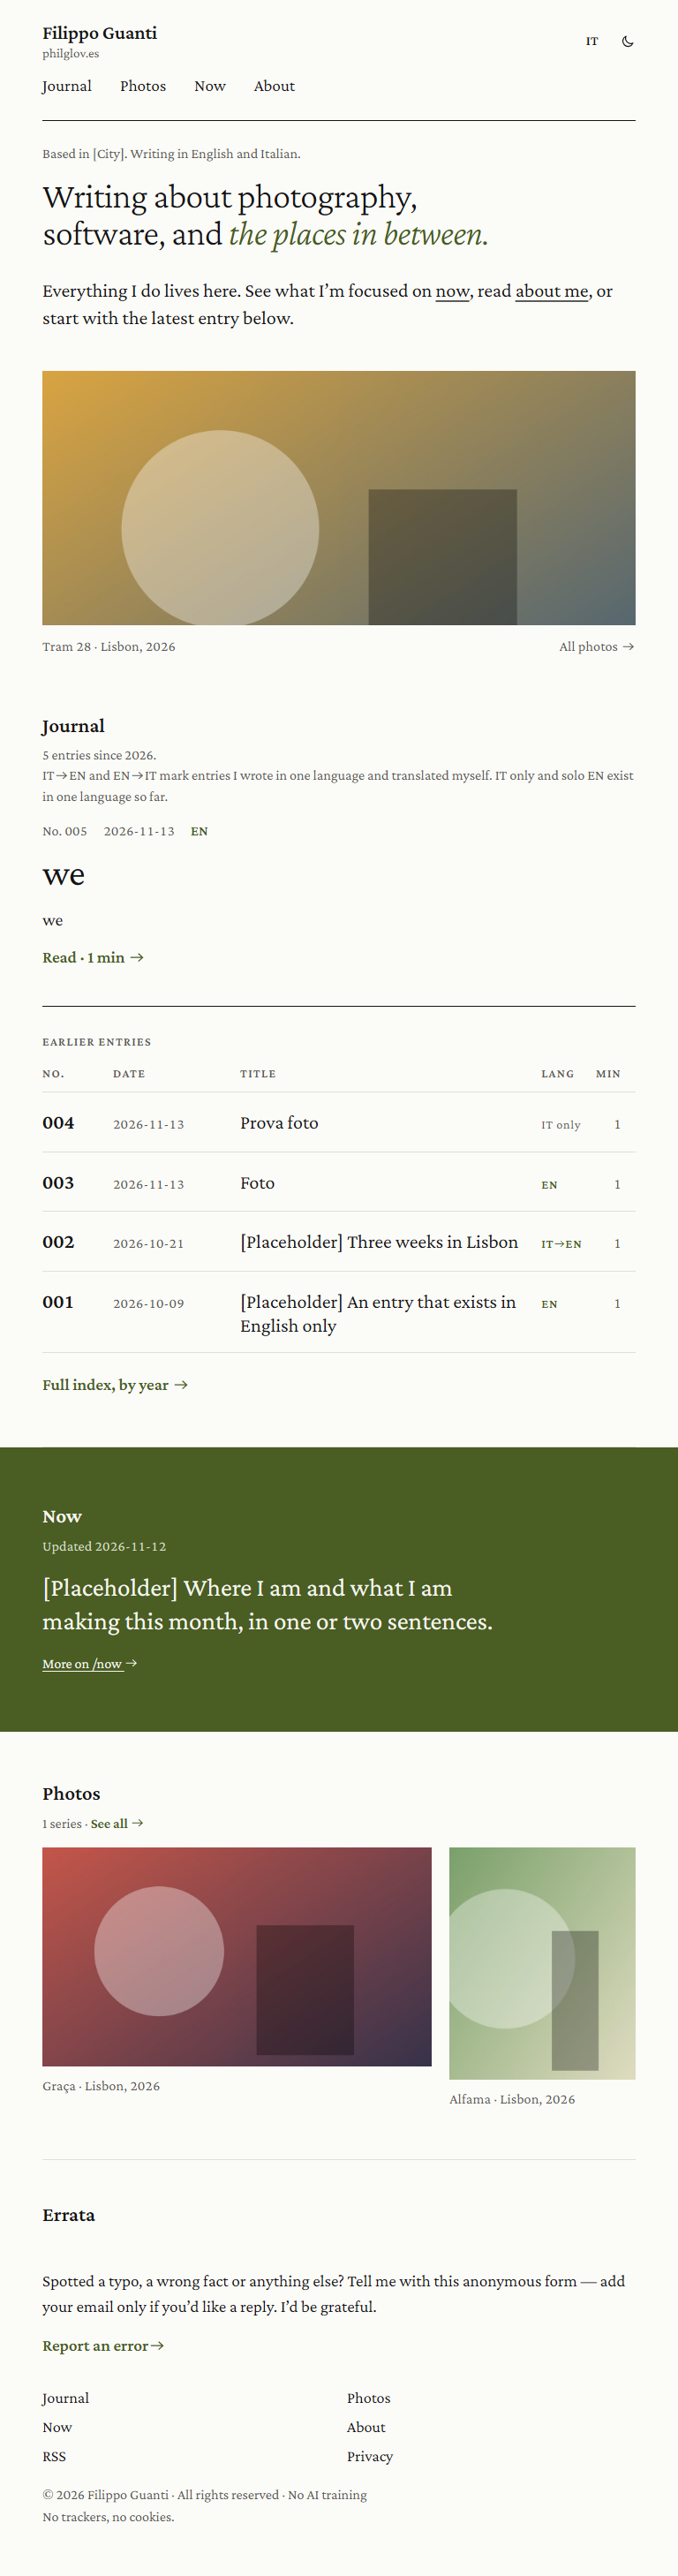 Filippo Guanti
philglov.es
IT
Journal Photos Now About
Based in [City]. Writing in English and Italian.
Writing about photography,
software, and the places in between.
Everything I do lives here. See what I’m focused on now, read about me, or
start with the latest entry below.
Tram 28 · Lisbon, 2026
All photos →
Journal
5 entries since 2026.
IT→EN and EN→IT mark entries I wrote in one language and translated myself. IT only and solo EN exist
in one language so far.
No. 005 2026-11-13 EN
we
we
Read · 1 min →
EARLIER ENTRIES
NO. DATE TITLE LANG MIN
004 2026-11-13 Prova foto IT only 1
003 2026-11-13 Foto EN 1
002 2026-10-21 [Placeholder] Three weeks in Lisbon IT→EN 1
001 2026-10-09 [Placeholder] An entry that exists in EN 1
English only
Full index, by year →
Now
Updated 2026-11-12
[Placeholder] Where I am and what I am
making this month, in one or two sentences.
More on /now →
Photos
1 series · See all →
Graça · Lisbon, 2026
Alfama · Lisbon, 2026
Errata
Spotted a typo, a wrong fact or anything else? Tell me with this anonymous form — add
your email only if you’d like a reply. I’d be grateful.
Report an error→
Journal Photos
Now About
RSS Privacy
© 2026 Filippo Guanti · All rights reserved · No AI training
No trackers, no cookies.